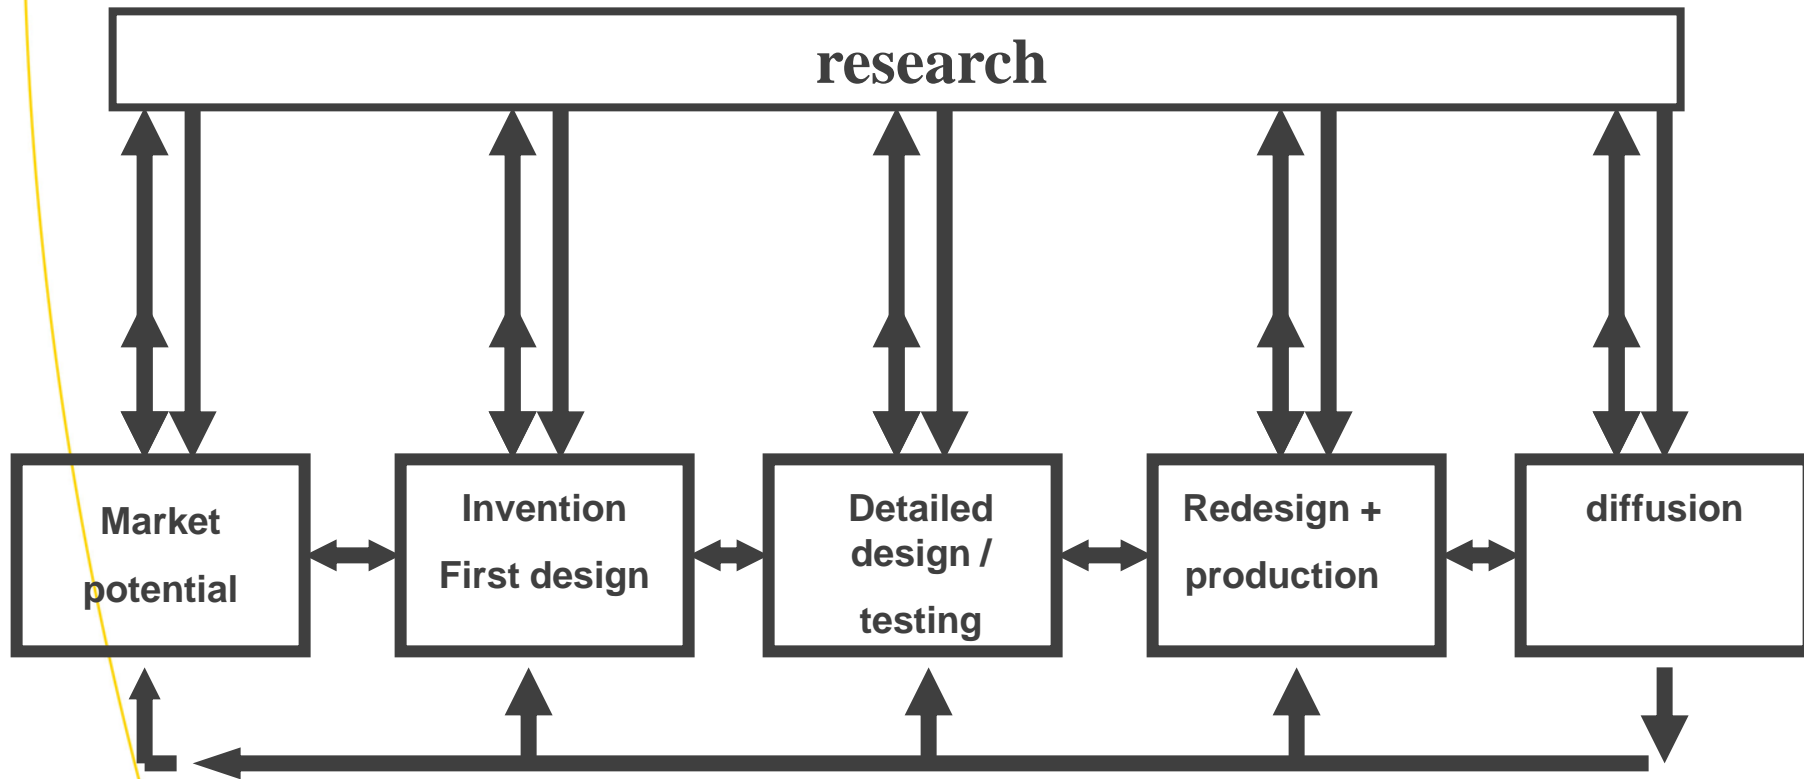 research
Market
potential
Invention
First design
Detailed
design /
testing
Redesign +
production
diffusion